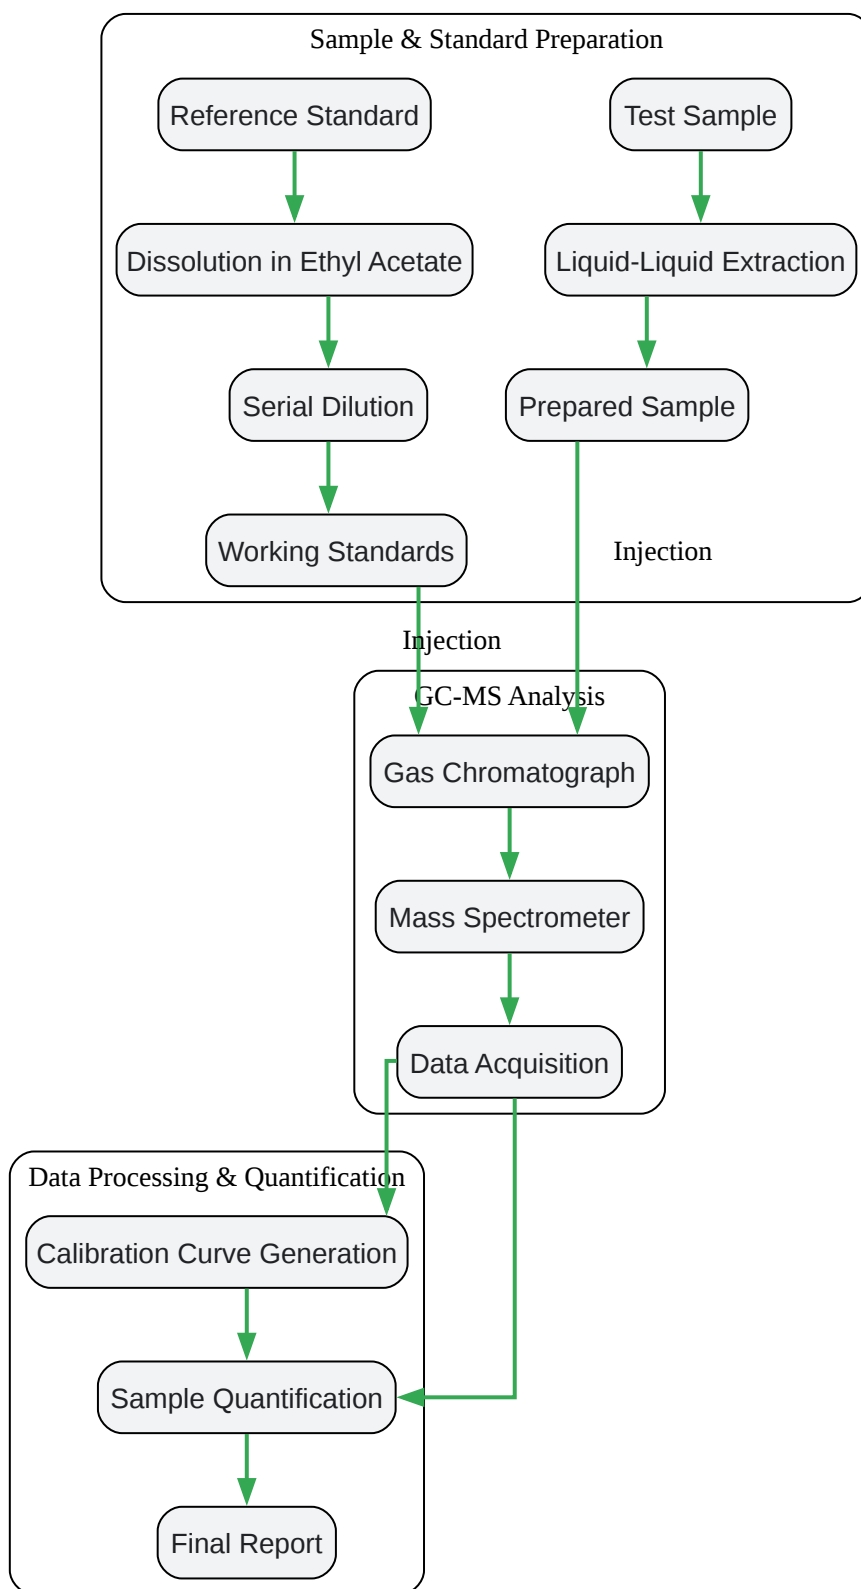 Sample & Standard Preparation
Reference Standard
Test Sample
Dissolution in Ethyl Acetate
Liquid-Liquid Extraction
Serial Dilution
Prepared Sample
Working Standards
Injection
Injection
GC-MS Analysis
Gas Chromatograph
Mass Spectrometer
Data Acquisition
Data Processing & Quantification
Calibration Curve Generation
Sample Quantification
Final Report